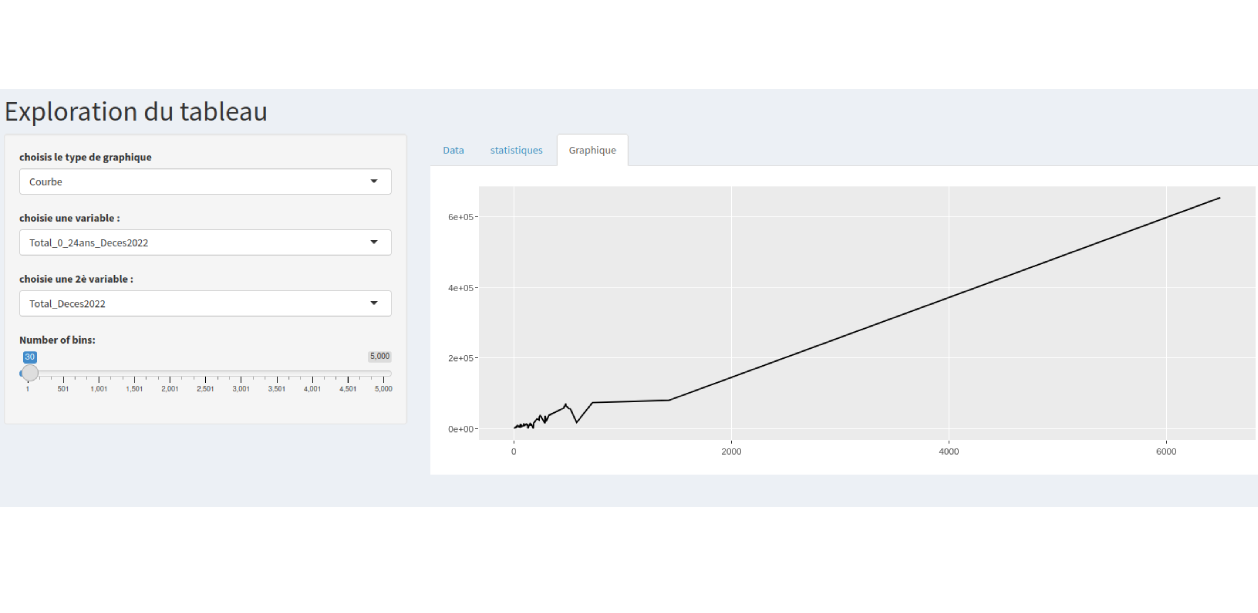 Exploration du tableau
choisis le type de graphique
Courbe
choisie une variable :
Total_0_24ans_Deces2022
choisie une 2è variable :
Total_Deces2022
Number of bins:
30 5,000
1 501 1,001 1,501 2,001 2,501 3,001 3,501 4,001 4,501 5,000
Data statistiques Graphique
6e+05
4e+05
2e+05
0e+00
0 2000 4000 6000